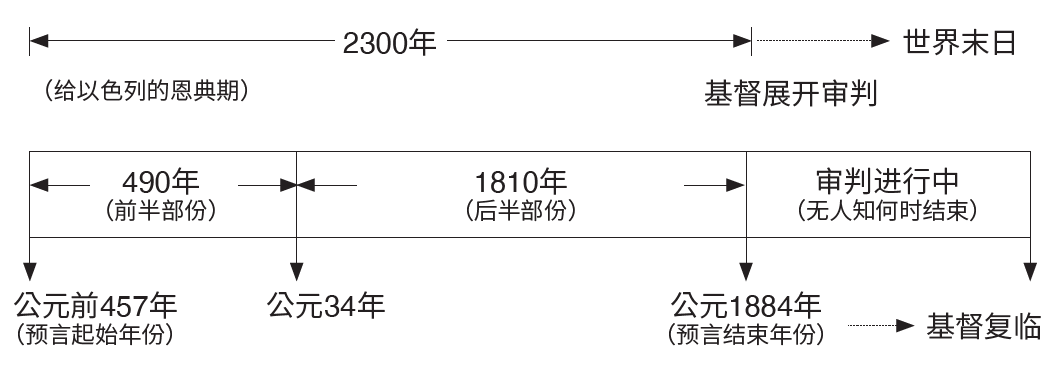 2300年
世界末日
（给以色列的恩典期）
基督展开审判
490年
（前半部份）
1810年
（后半部份）
审判进行中
（无人知何时结束）
公元前457年
（预言起始年份）
公元34年
公元1884年
（预言结束年份）
基督复临